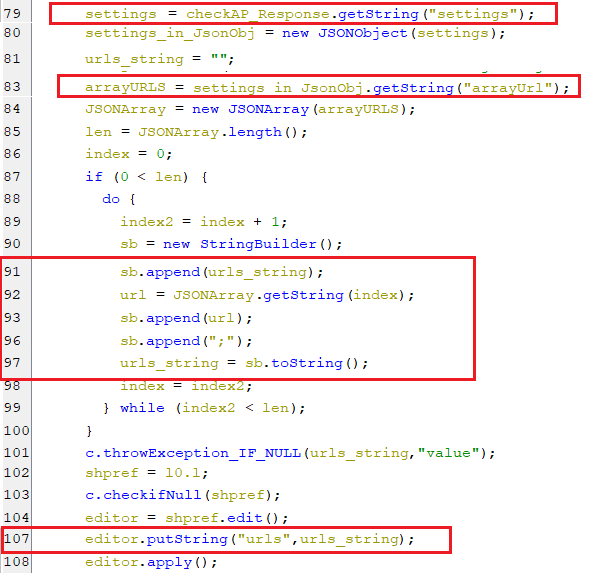 79 settings = checkAP_Response.getString("settings");
80 settings_in_JsonObj = new JSONObject(settings);
81 urls_string = "";
83 arrayURLS = settings_in_JsonObj.getString("arrayUrl");
84 JSONArray = new JSONArray(arrayURLS);
85 len = JSONArray.length();
86 index = 0;
87 if (0 < len) {
88 do {
89 index2 = index + 1;
90 sb = new StringBuilder();
91 sb.append(urls_string);
92 url = JSONArray.getString(index);
93 sb.append(url);
96 sb.append(";");
97 urls_string = sb.toString();
98 index = index2;
99 } while (index2 < len);
100 }
101 c.throwException_IF_NULL(urls_string,"value");
102 shpref = l0.l;
103 c.checkifNull(shpref);
104 editor = shpref.edit();
107 editor.putString("urls",urls_string);
108 editor.apply();